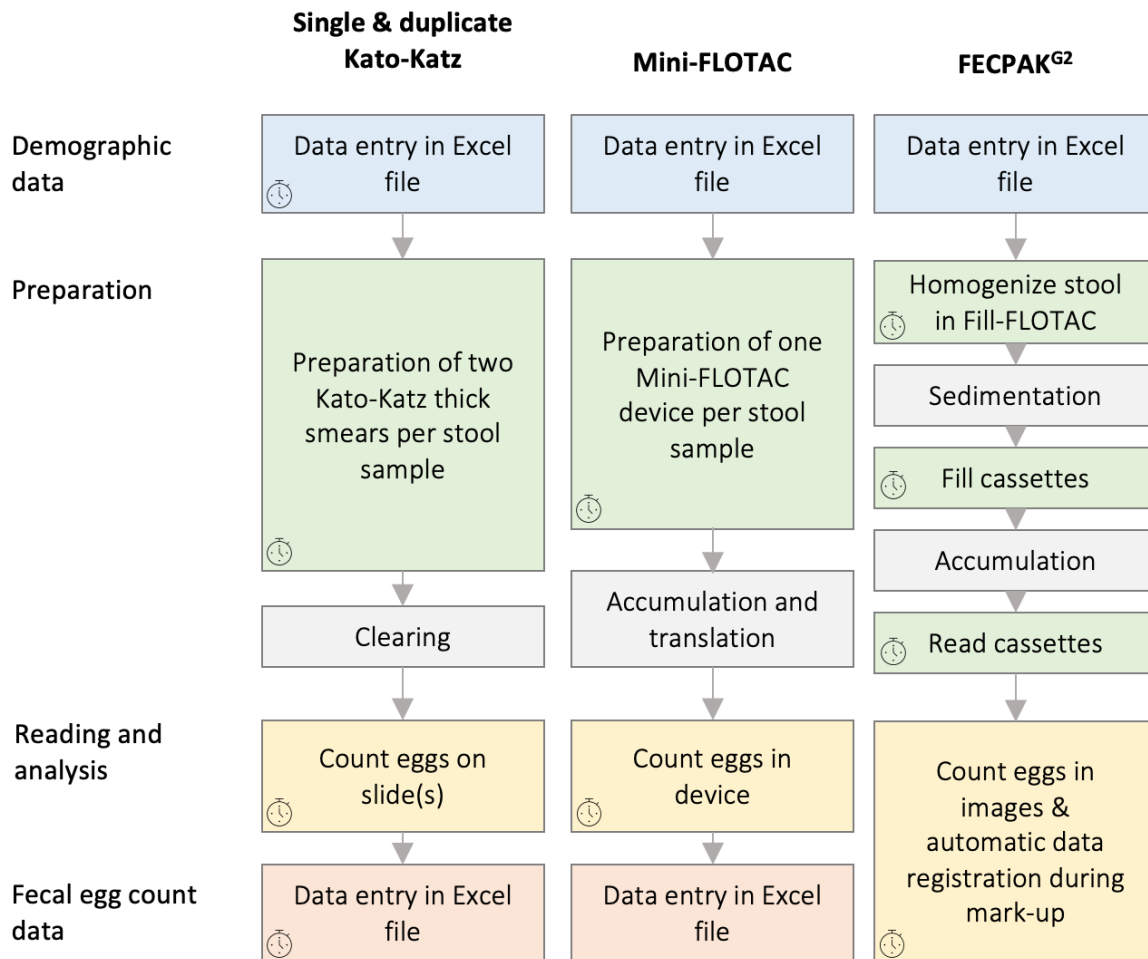 Single & duplicate
Kato-Katz
Mini-FLOTAC
FECPAKG2
Demographic
data
Data entry in Excel
file
Data entry in Excel
file
Data entry in Excel
file
Preparation
Preparation of two
Kato-Katz thick
smears per stool
sample
Clearing
Preparation of one
Mini-FLOTAC
device per stool
sample
Accumulation and
translation
Homogenize stool
in Fill-FLOTAC
Sedimentation
Fill cassettes
Accumulation
Read cassettes
Reading and
analysis
Count eggs on
slide(s)
Count eggs in
device
Count eggs in
images &
automatic data
registration during
mark-up
Fecal egg count
data
Data entry in Excel
file
Data entry in Excel
file